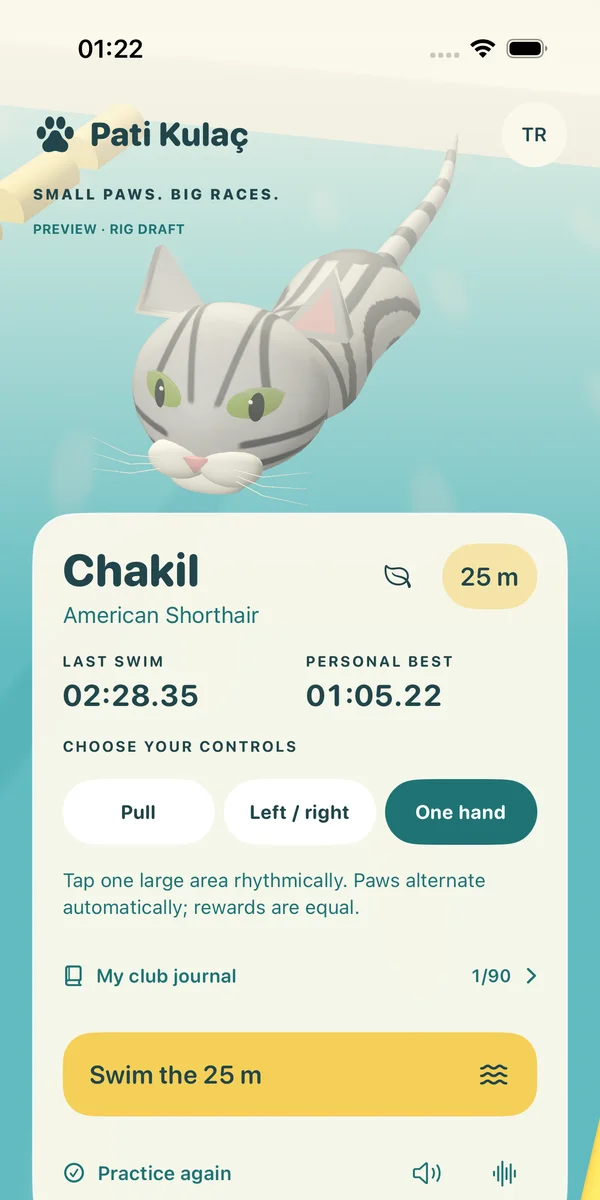 01:22
Pati Kulaç
TR
SMALL PAWS. BIG RACES.
PREVIEW · RIG DRAFT
Chakil
25 m
American Shorthair
LAST SWIM
PERSONAL BEST
02:28.35
01:05.22
CHOOSE YOUR CONTROLS
Pull
Left / right
One hand
Tap one large area rhythmically. Paws alternate
automatically; rewards are equal.
My club journal
1/90
Swim the 25 m
Practice again